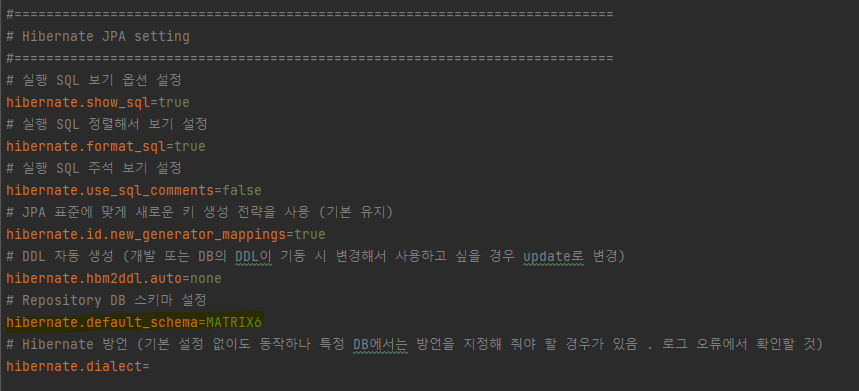 #===========================================================================
# Hibernate JPA setting
#===========================================================================
# 실행 SQL 보기 옵션 설정
hibernate.show_sql=true
# 실행 SQL 정렬해서 보기 설정
hibernate.format_sql=true
# 실행 SQL 주석 보기 설정
hibernate.use_sql_comments=false
# JPA 표준에 맞게 새로운 키 생성 전략을 사용 (기본 유지)
hibernate.id.new_generator_mappings=true
# DDL 자동 생성 (개발 또는 DB의 DDL이 기동 시 변경해서 사용하고 싶을 경우 update로 변경)
hibernate.hbm2ddl.auto=none
# Repository DB 스키마 설정
hibernate.default_schema=MATRIX6
# Hibernate 방언 (기본 설정 없이도 동작하나 특정 DB에서는 방언을 지정해 줘야 할 경우가 있음 . 로그 오류에서 확인할 것)
hibernate.dialect=